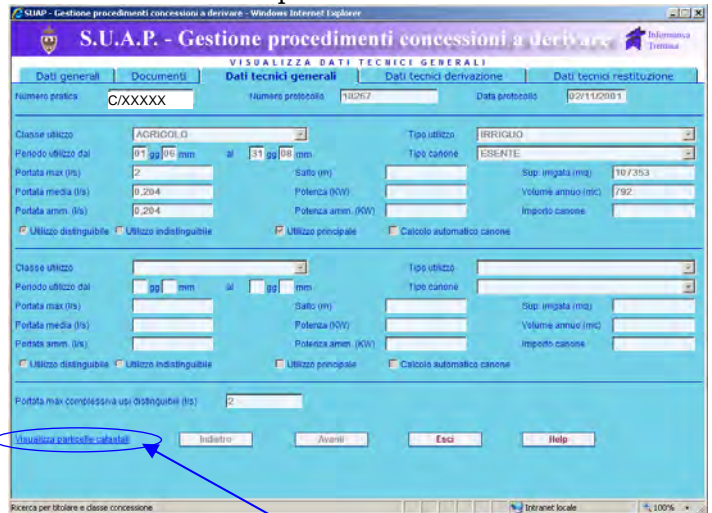 SUAP - Gestione procedimenti concessioni a derivare - Windows Internet Explorer
S.U.A.P. - Gestione procedimenti concessioni a derivare
Informatica
Trentina
VISUALIZZA DATI TECNICI GENERALI
Dati generali Documenti Dati tecnici generali Dati tecnici derivazione Dati tecnici restituzione
Numero pratica C/XXXXX Numero protocollo 18267 Data protocollo 02/11/2001
Classe utilizzo AGRICOLO Tipo utilizzo IRRIGUO
Periodo utilizzo dal 01 gg 06 mm al 31 gg 08 mm Tipo canone ESENTE
Portata max (l/s) 2 Salto (m) Sup. irrigata (mq) 107353
Portata media (l/s) 0,204 Potenza (KW) Volume annuo (mc) 792
Portata amm. (l/s) 0,204 Potenza amm. (KW) Importo canone
Utilizzo distinguibile Utilizzo indistinguibile Utilizzo principale Calcolo automatico canone
Classe utilizzo Tipo utilizzo
Periodo utilizzo dal gg mm al gg mm Tipo canone
Portata max (l/s) Salto (m) Sup. irrigata (mq)
Portata media (l/s) Potenza (KW) Volume annuo (mc)
Portata amm. (l/s) Potenza amm. (KW) Importo canone
Utilizzo distinguibile Utilizzo indistinguibile Utilizzo principale Calcolo automatico canone
Portata max complessiva usi distinguibili (l/s) 2
Visualizza particelle catastali Indietro Avanti Esci Help
Ricerca per titolare e classe concessione Intranet locale 100%